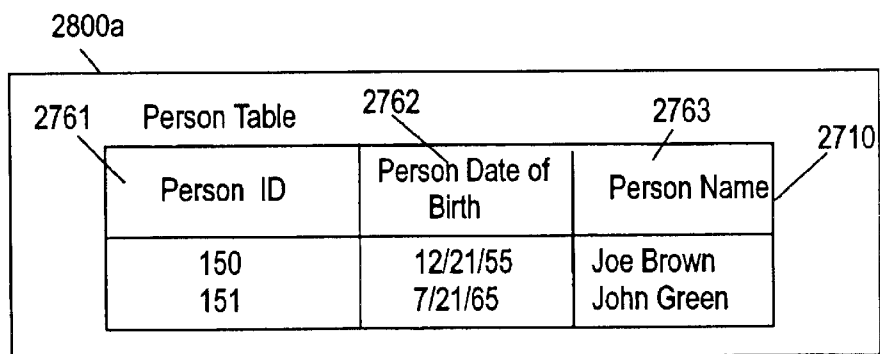 2800a
2761 Person Table 2762 2763 2710
Person ID Person Date of Birth Person Name
150 12/21/55 Joe Brown
151 7/21/65 John Green